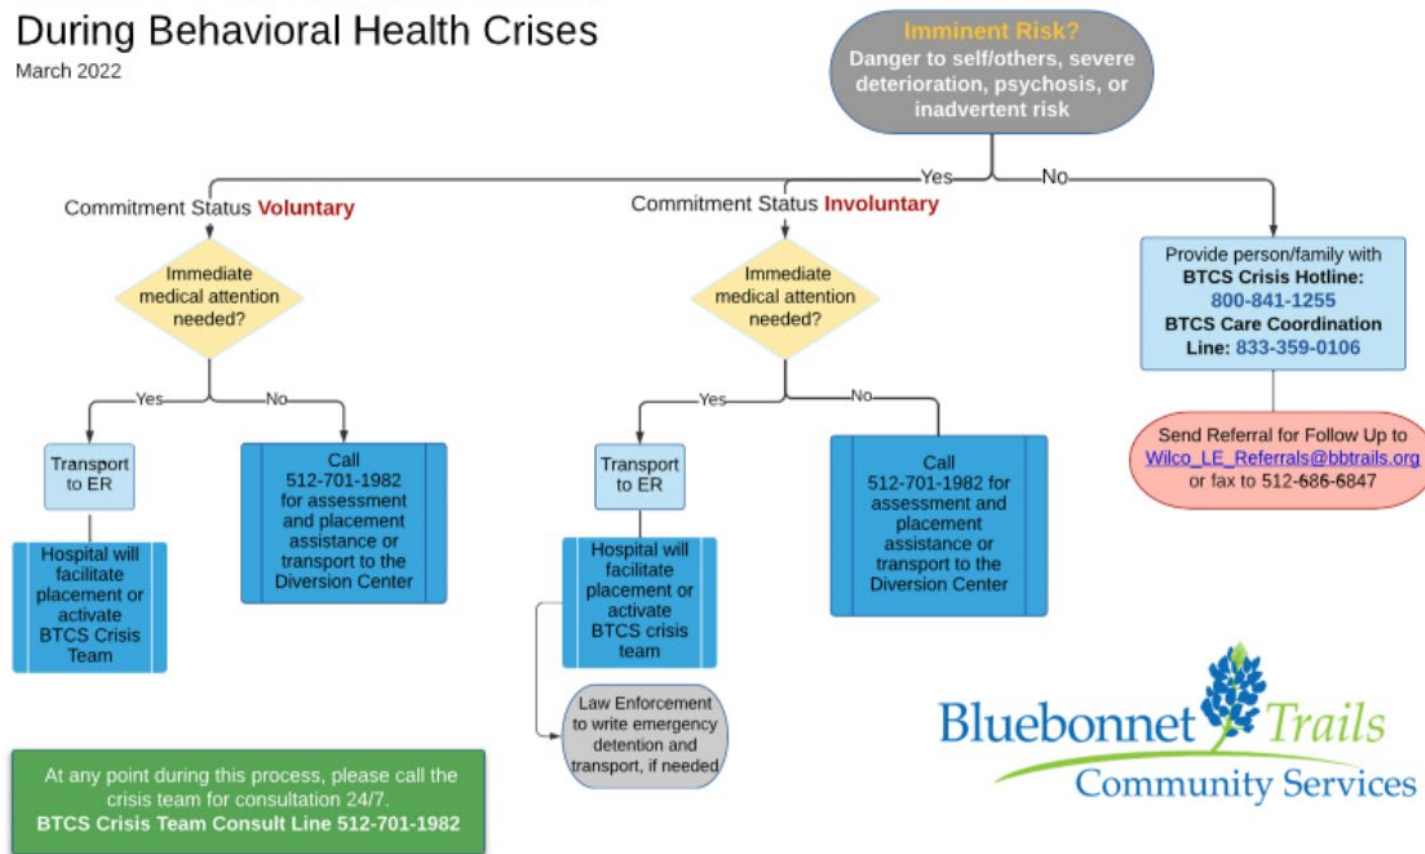 During Behavioral Health Crises
March 2022
Imminent Risk?
Danger to self/others, severe
deterioration, psychosis, or
inadvertent risk
Yes
No
Commitment Status Voluntary
Commitment Status Involuntary
Immediate
medical attention
needed?
Immediate
medical attention
needed?
Provide person/family with
BTCS Crisis Hotline:
800-841-1255
BTCS Care Coordination
Line: 833-359-0106
Yes
No
Yes
No
Transport
to ER
Call
512-701-1982
for assessment
and placement
assistance or
transport to the
Diversion Center
Transport
to ER
Call
512-701-1982 for
assessment and
placement
assistance or
transport to the
Diversion Center
Send Referral for Follow Up to
Wilco_LE_Referrals@bbtrails.org
or fax to 512-686-6847
Hospital will
facilitate
placement or
activate
BTCS Crisis
Team
Hospital will
facilitate
placement or
activate
BTCS crisis
team
Law Enforcement
to write emergency
detention and
transport, if needed
At any point during this process, please call the
crisis team for consultation 24/7.
BTCS Crisis Team Consult Line 512-701-1982
Bluebonnet Trails
Community Services